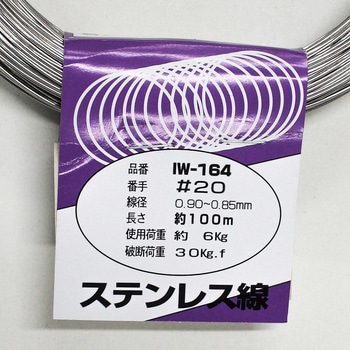 品番 IW-164
番手 #20
線径 0.90~0.85mm
長さ 約100m
使用荷重 約 6Kg
破断荷重 30Kg.f
ステンレス線